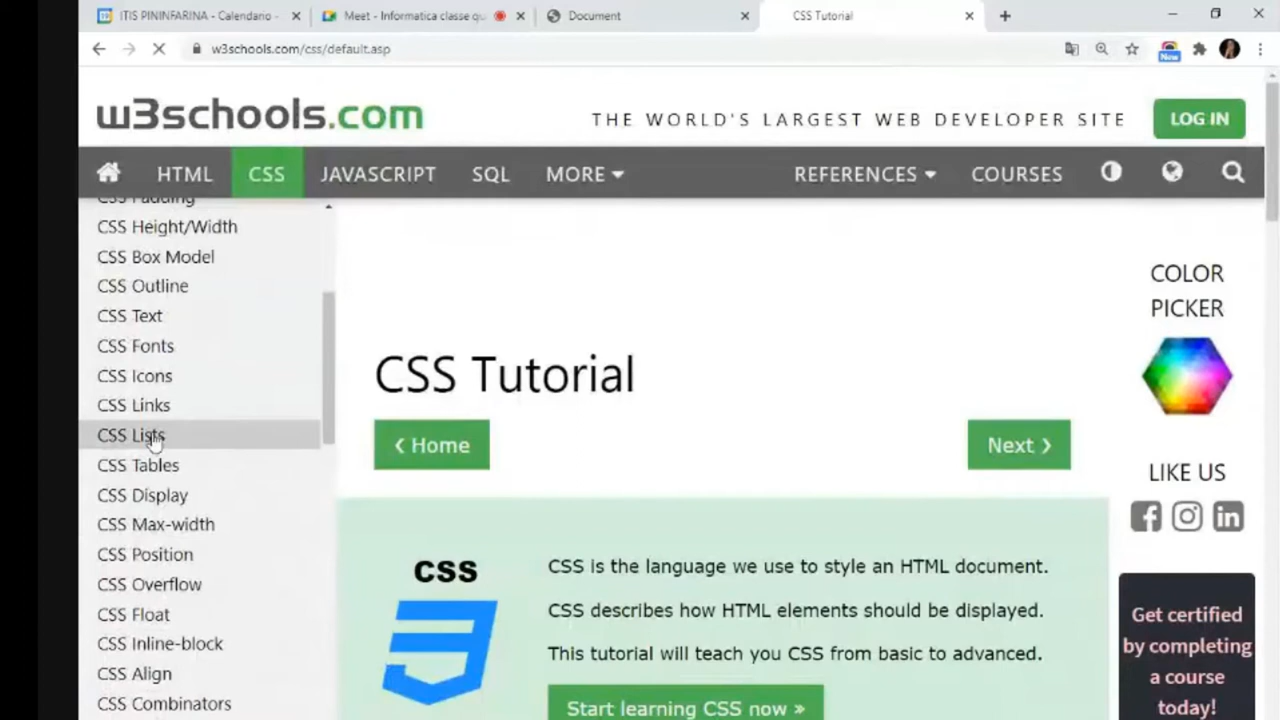 ITIS PININFARINA - Calendario -
Meet - Informatica classe qu
Document
CSS Tutorial
w3schools.com/css/default.asp
New
w3schools.com
THE WORLD'S LARGEST WEB DEVELOPER SITE
LOG IN
HTML
CSS
JAVASCRIPT
SQL
MORE
REFERENCES
COURSES
CSS Padding
CSS Height/Width
CSS Box Model
CSS Outline
CSS Text
CSS Fonts
CSS Icons
CSS Links
CSS Lists
CSS Tables
CSS Display
CSS Max-width
CSS Position
CSS Overflow
CSS Float
CSS Inline-block
CSS Align
CSS Combinators
CSS Tutorial
❮ Home
Next ❯
CSS
CSS is the language we use to style an HTML document.
CSS describes how HTML elements should be displayed.
This tutorial will teach you CSS from basic to advanced.
Start learning CSS now »
COLOR
PICKER
LIKE US
Get certified
by completing
a course
today!